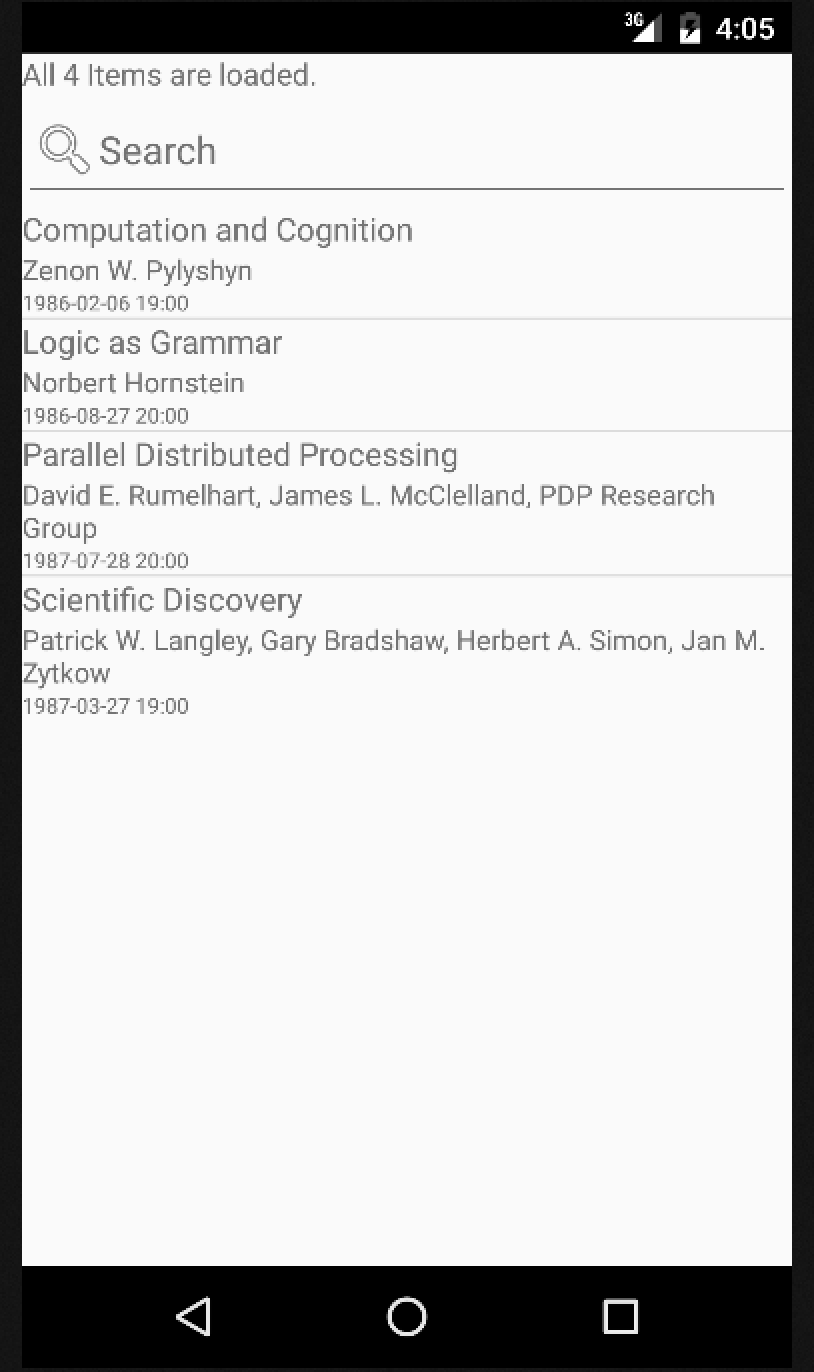 3G 4:05
All 4 Items are loaded.
Search
Computation and Cognition
Zenon W. Pylyshyn
1986-02-06 19:00
Logic as Grammar
Norbert Hornstein
1986-08-27 20:00
Parallel Distributed Processing
David E. Rumelhart, James L. McClelland, PDP Research
Group
1987-07-28 20:00
Scientific Discovery
Patrick W. Langley, Gary Bradshaw, Herbert A. Simon, Jan M.
Zytkow
1987-03-27 19:00